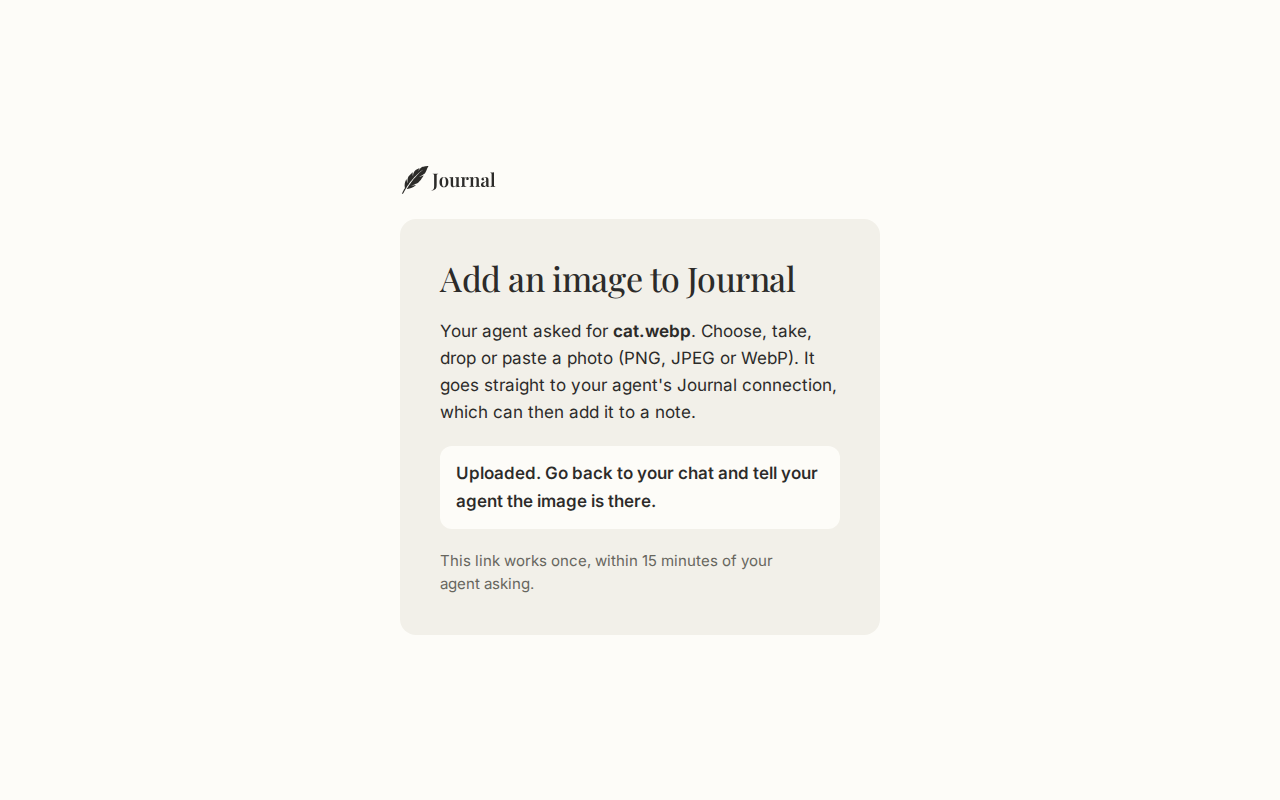 Journal
Add an image to Journal
Your agent asked for cat.webp. Choose, take,
drop or paste a photo (PNG, JPEG or WebP). It
goes straight to your agent's Journal connection,
which can then add it to a note.
Uploaded. Go back to your chat and tell your
agent the image is there.
This link works once, within 15 minutes of your
agent asking.